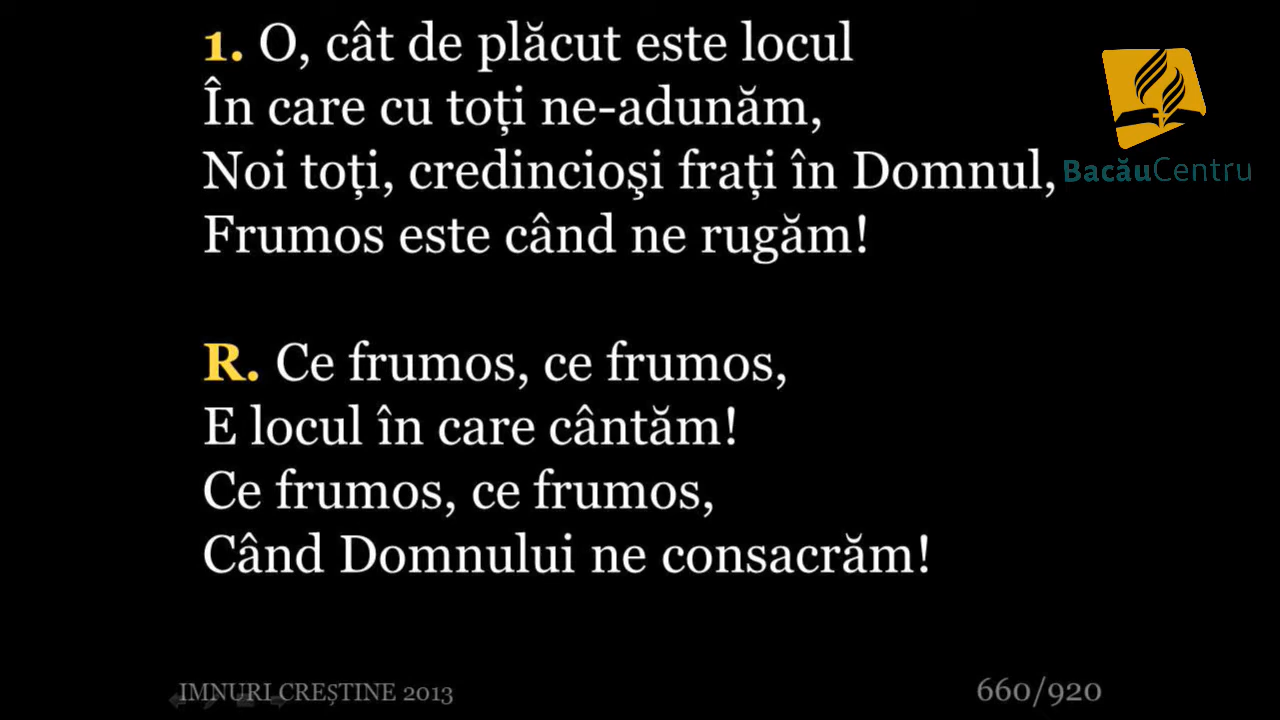 1. O, cât de plăcut este locul
În care cu toți ne-adunăm,
Noi toți, credincioşi frați în Domnul,
Frumos este când ne rugăm!
R. Ce frumos, ce frumos,
E locul în care cântăm!
Ce frumos, ce frumos,
Când Domnului ne consacrăm!
BacăuCentru
IMNURI CREȘTINE 2013
660/920